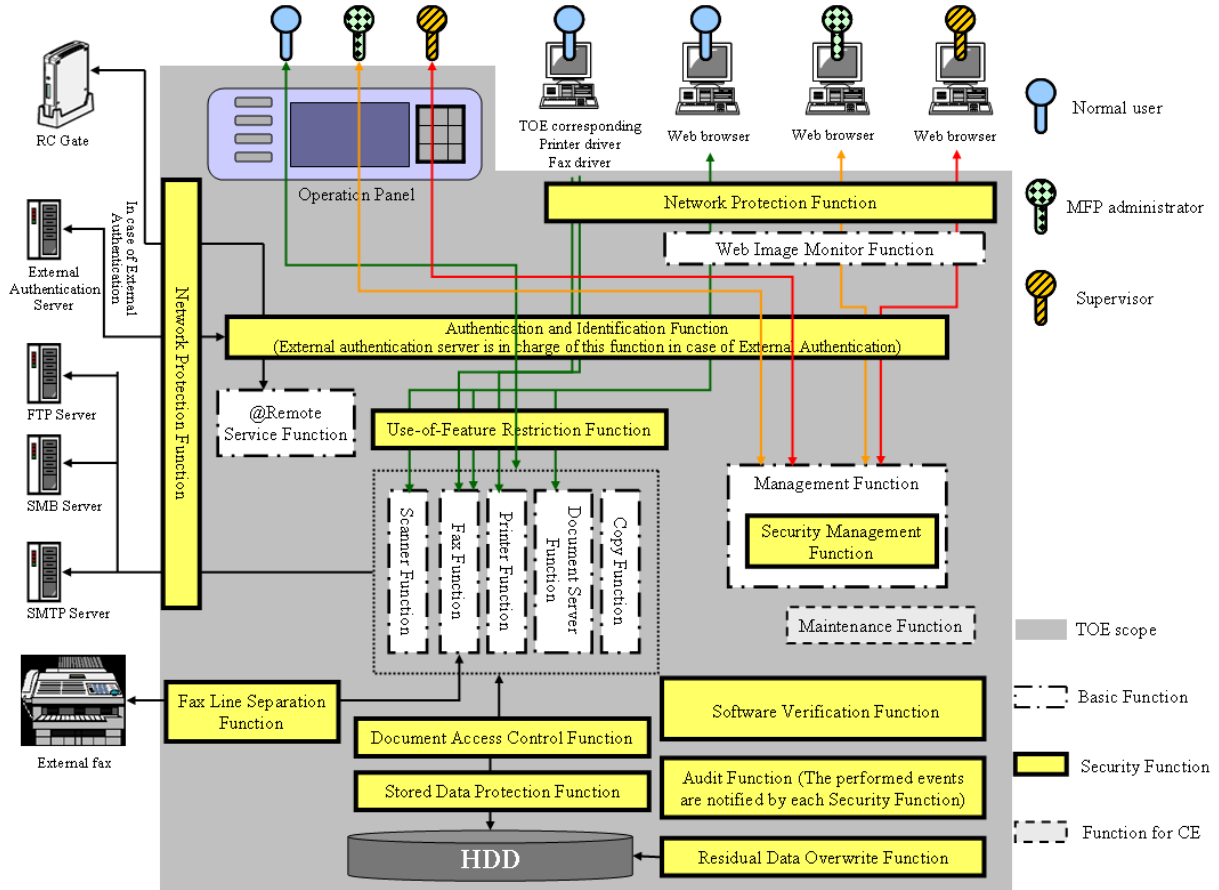 RC Gate
In case of External
Authentication
External
Authentication
Server
FTP Server
SMB Server
SMTP Server
External fax
Operation Panel
TOE corresponding
Printer driver
Fax driver
Web browser
Web browser
Web browser
Network Protection Function
Web Image Monitor Function
Network Protection Function
Authentication and Identification Function
(External authentication server is in charge of this function in case of External Authentication)
@Remote
Service Function
Use-of-Feature Restriction Function
Scanner Function
Fax Function
Printer Function
Document Server
Function
Copy Function
Management Function
Security Management
Function
Maintenance Function
Fax Line Separation
Function
Document Access Control Function
Stored Data Protection Function
HDD
Software Verification Function
Audit Function (The performed events
are notified by each Security Function)
Residual Data Overwrite Function
Normal user
MFP administrator
Supervisor
TOE scope
Basic Function
Security Function
Function for CE